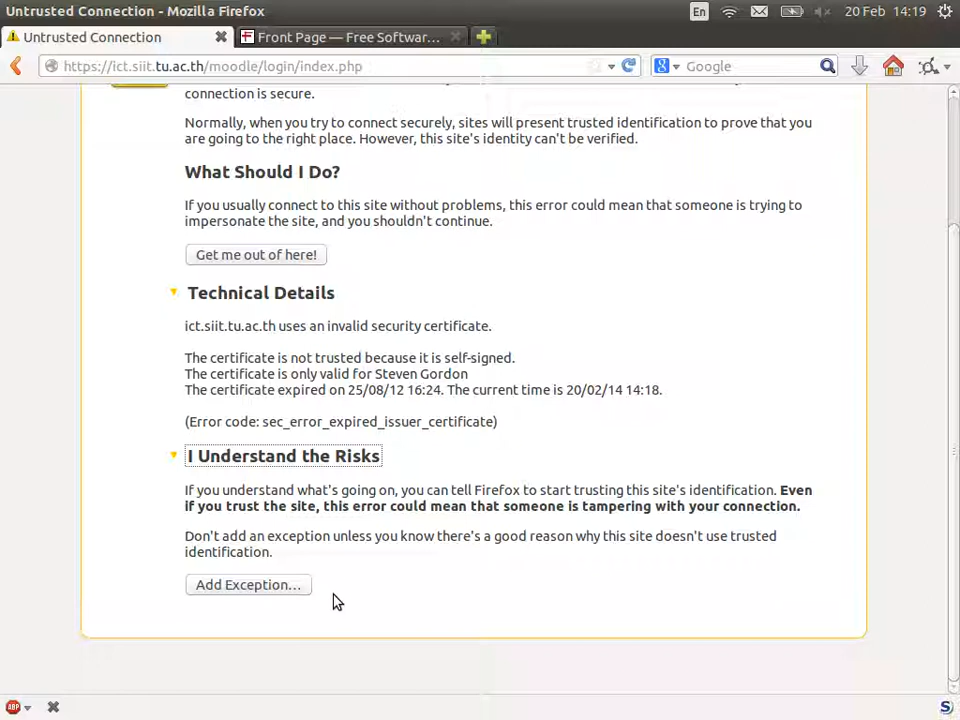 Untrusted Connection - Mozilla Firefox
En
20 Feb 14:19
Untrusted Connection
Front Page — Free Softwar...
https://ict.siit.tu.ac.th/moodle/login/index.php
Google
connection is secure.
Normally, when you try to connect securely, sites will present trusted identification to prove that you
are going to the right place. However, this site's identity can't be verified.
What Should I Do?
If you usually connect to this site without problems, this error could mean that someone is trying to
impersonate the site, and you shouldn't continue.
Get me out of here!
Technical Details
ict.siit.tu.ac.th uses an invalid security certificate.
The certificate is not trusted because it is self-signed.
The certificate is only valid for Steven Gordon
The certificate expired on 25/08/12 16:24. The current time is 20/02/14 14:18.
(Error code: sec_error_expired_issuer_certificate)
I Understand the Risks
If you understand what's going on, you can tell Firefox to start trusting this site's identification. Even
if you trust the site, this error could mean that someone is tampering with your connection.
Don't add an exception unless you know there's a good reason why this site doesn't use trusted
identification.
Add Exception...
ABP
S